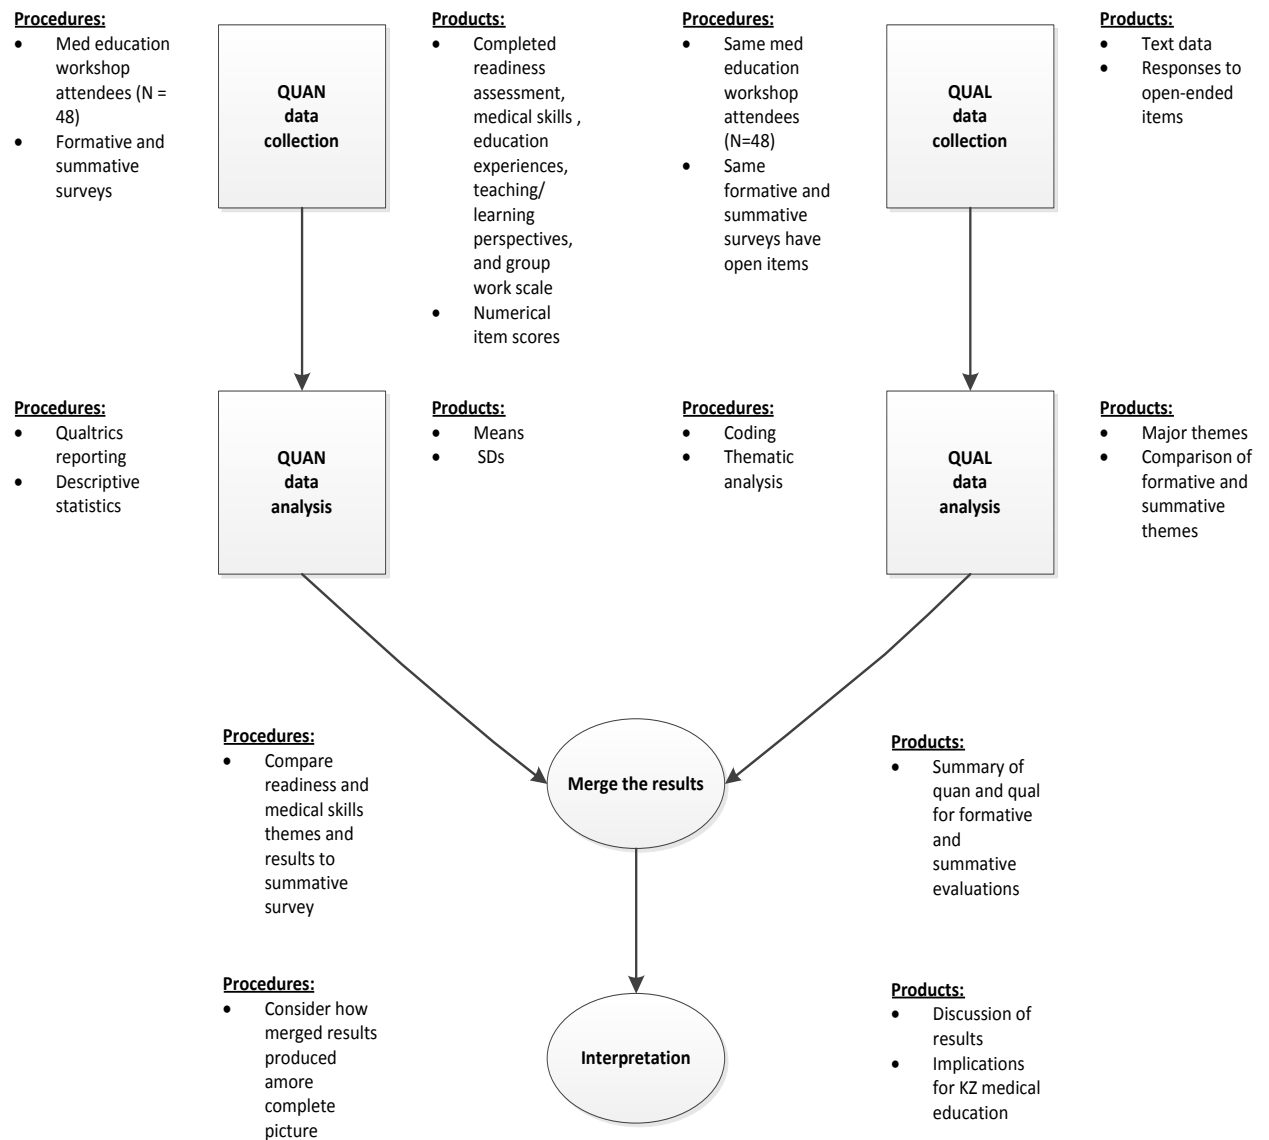 Procedures:
• Med education
workshop
attendees (N =
48)
• Formative and
summative
surveys
QUAN
data
collection
Products:
• Completed
readiness
assessment,
medical skills ,
education
experiences,
teaching/
learning
perspectives,
and group
work scale
• Numerical
item scores
Procedures:
• Same med
education
workshop
attendees
(N=48)
• Same
formative and
summative
surveys have
open items
QUAL
data
collection
Products:
• Text data
• Responses to
open-ended
items
Procedures:
• Qualtrics
reporting
• Descriptive
statistics
QUAN
data
analysis
Products:
• Means
• SDs
Procedures:
• Coding
• Thematic
analysis
QUAL
data
analysis
Products:
• Major themes
• Comparison of
formative and
summative
themes
Procedures:
• Compare
readiness and
medical skills
themes and
results to
summative
survey
Merge the results
Products:
• Summary of
quan and qual
for formative
and
summative
evaluations
Procedures:
• Consider how
merged results
produced
amore
complete
picture
Interpretation
Products:
• Discussion of
results
• Implications
for KZ medical
education